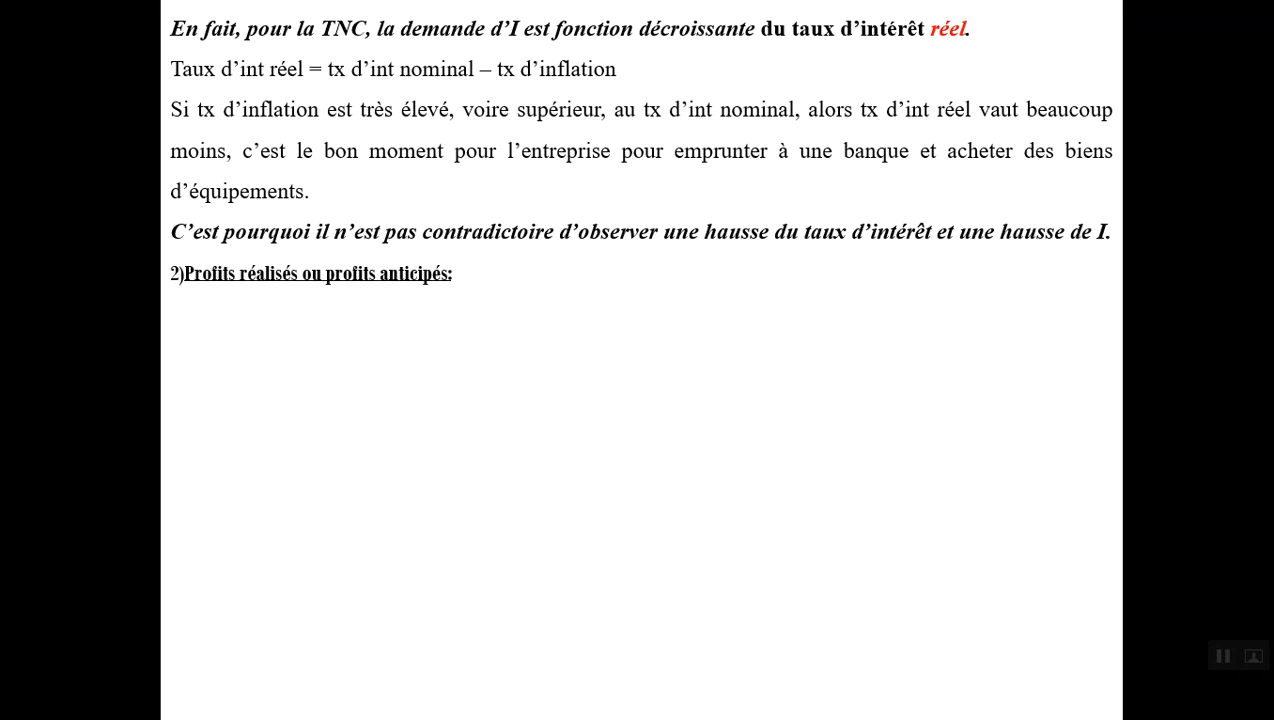 En fait, pour la TNC, la demande d’I est fonction décroissante du taux d’intérêt réel.
Taux d’int réel = tx d’int nominal – tx d’inflation
Si tx d’inflation est très élevé, voire supérieur, au tx d’int nominal, alors tx d’int réel vaut beaucoup
moins, c’est le bon moment pour l’entreprise pour emprunter à une banque et acheter des biens
d’équipements.
C’est pourquoi il n’est pas contradictoire d’observer une hausse du taux d’intérêt et une hausse de I.
2)Profits réalisés ou profits anticipés: